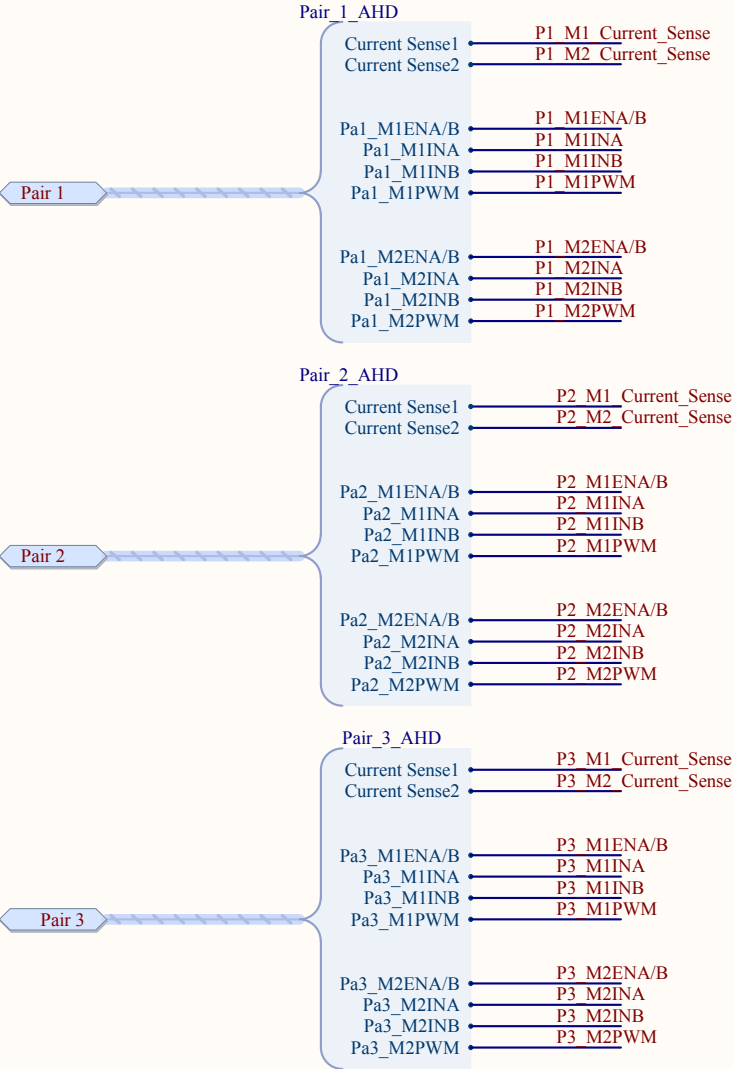 Pair_1_AHD
Current Sense1 P1_M1_Current_Sense
Current Sense2 P1_M2_Current_Sense
Pa1_M1ENA/B P1_M1ENA/B
Pa1_M1INA P1_M1INA
Pa1_M1INB P1_M1INB
Pair 1 Pa1_M1PWM P1_M1PWM
Pa1_M2ENA/B P1_M2ENA/B
Pa1_M2INA P1_M2INA
Pa1_M2INB P1_M2INB
Pa1_M2PWM P1_M2PWM
Pair_2_AHD
Current Sense1 P2_M1_Current_Sense
Current Sense2 P2_M2_Current_Sense
Pa2_M1ENA/B P2_M1ENA/B
Pa2_M1INA P2_M1INA
Pa2_M1INB P2_M1INB
Pair 2 Pa2_M1PWM P2_M1PWM
Pa2_M2ENA/B P2_M2ENA/B
Pa2_M2INA P2_M2INA
Pa2_M2INB P2_M2INB
Pa2_M2PWM P2_M2PWM
Pair_3_AHD
Current Sense1 P3_M1_Current_Sense
Current Sense2 P3_M2_Current_Sense
Pa3_M1ENA/B P3_M1ENA/B
Pa3_M1INA P3_M1INA
Pa3_M1INB P3_M1INB
Pair 3 Pa3_M1PWM P3_M1PWM
Pa3_M2ENA/B P3_M2ENA/B
Pa3_M2INA P3_M2INA
Pa3_M2INB P3_M2INB
Pa3_M2PWM P3_M2PWM